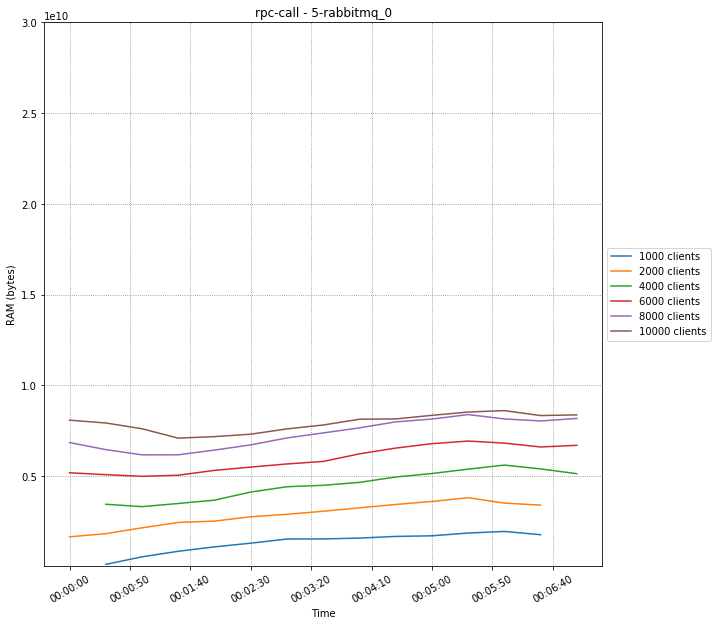 rpc-call - 5-rabbitmq_0
1e10
3.0
2.5
2.0
1.5
1.0
0.5
RAM (bytes)
00:00:00
00:00:50
00:01:40
00:02:30
00:03:20
00:04:10
00:05:00
00:05:50
00:06:40
Time
1000 clients
2000 clients
4000 clients
6000 clients
8000 clients
10000 clients